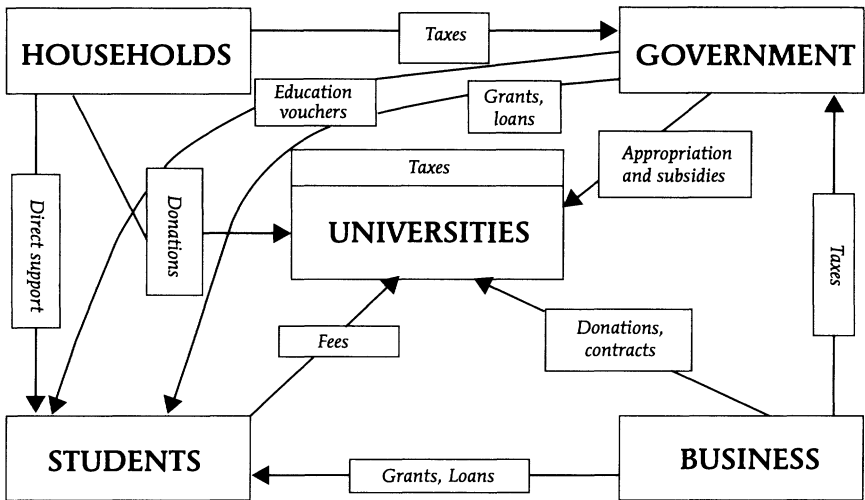 HOUSEHOLDS
Taxes
GOVERNMENT
Education
vouchers
Grants,
loans
Appropriation
and subsidies
Taxes
UNIVERSITIES
Direct support
Donations
Taxes
Fees
Donations,
contracts
STUDENTS
Grants, Loans
BUSINESS